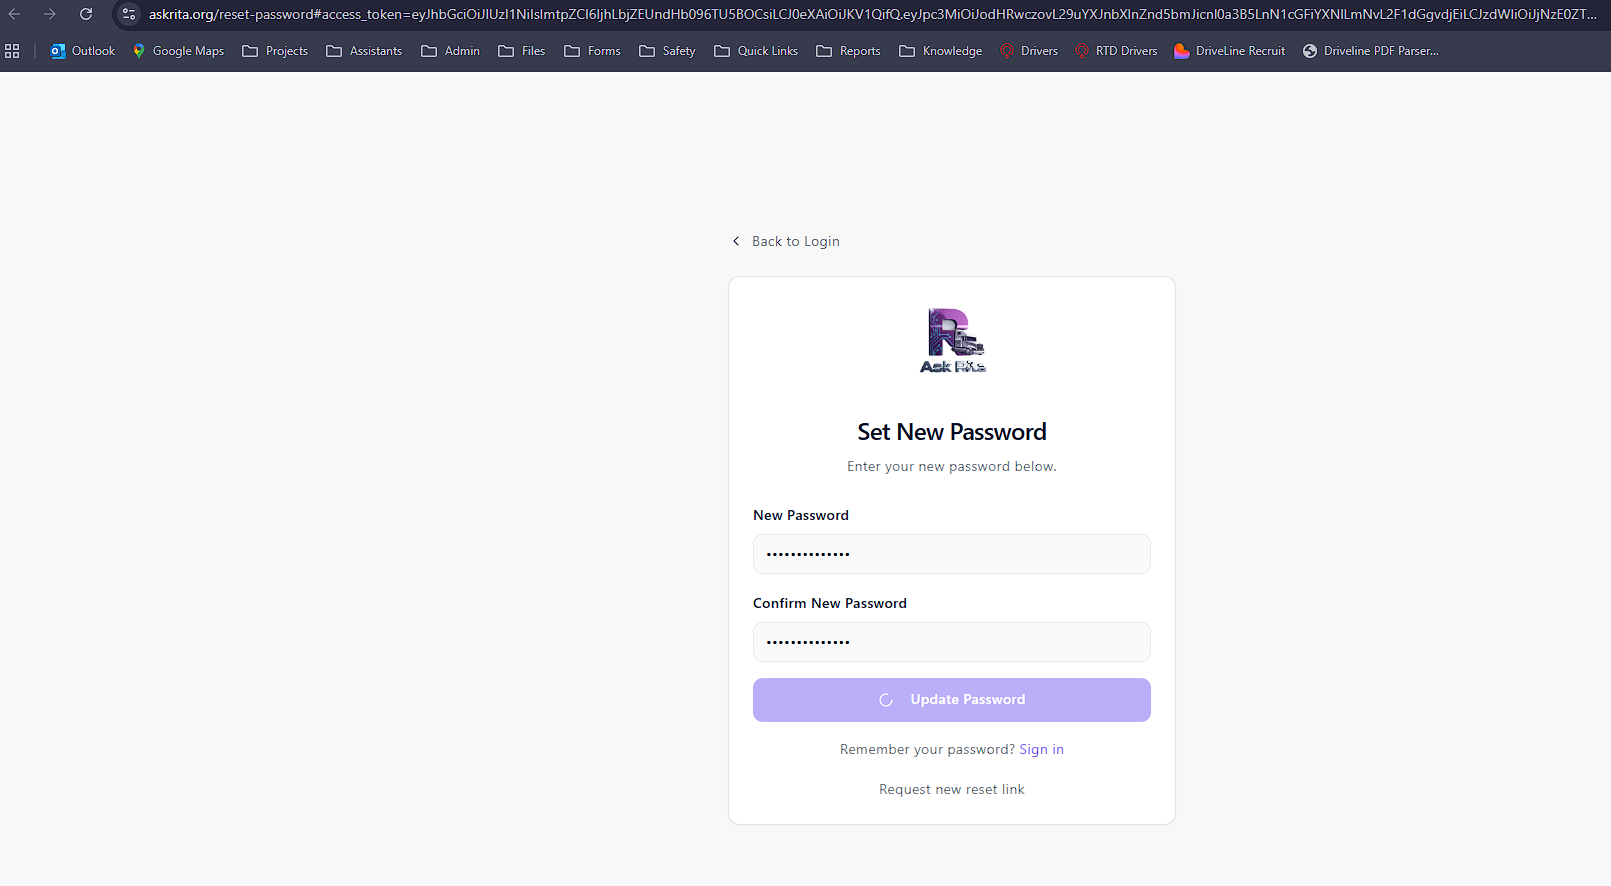 askrita.org/reset-password#access_token=eyJhbGciOiJIUzI1NiIsImtpZCI6IjhLbjZEUndHb096TU5BOCsiLCJ0eXAiOiJKV1QifQ.eyJpc3MiOiJodHRwczovL29uYXJnbXlnZnd5bmJicnl0a3B5LnN1cGFiYXNlLmNvL2F1dGgvdjEiLCJzdWIiOiJjNzE0ZT...
Outlook Google Maps Projects Assistants Admin Files Forms Safety Quick Links Reports Knowledge Drivers RTD Drivers DriveLine Recruit Driveline PDF Parser...
Back to Login
R
Ask Rita
Set New Password
Enter your new password below.
New Password
••••••••••••••
Confirm New Password
••••••••••••••
Update Password
Remember your password? Sign in
Request new reset link